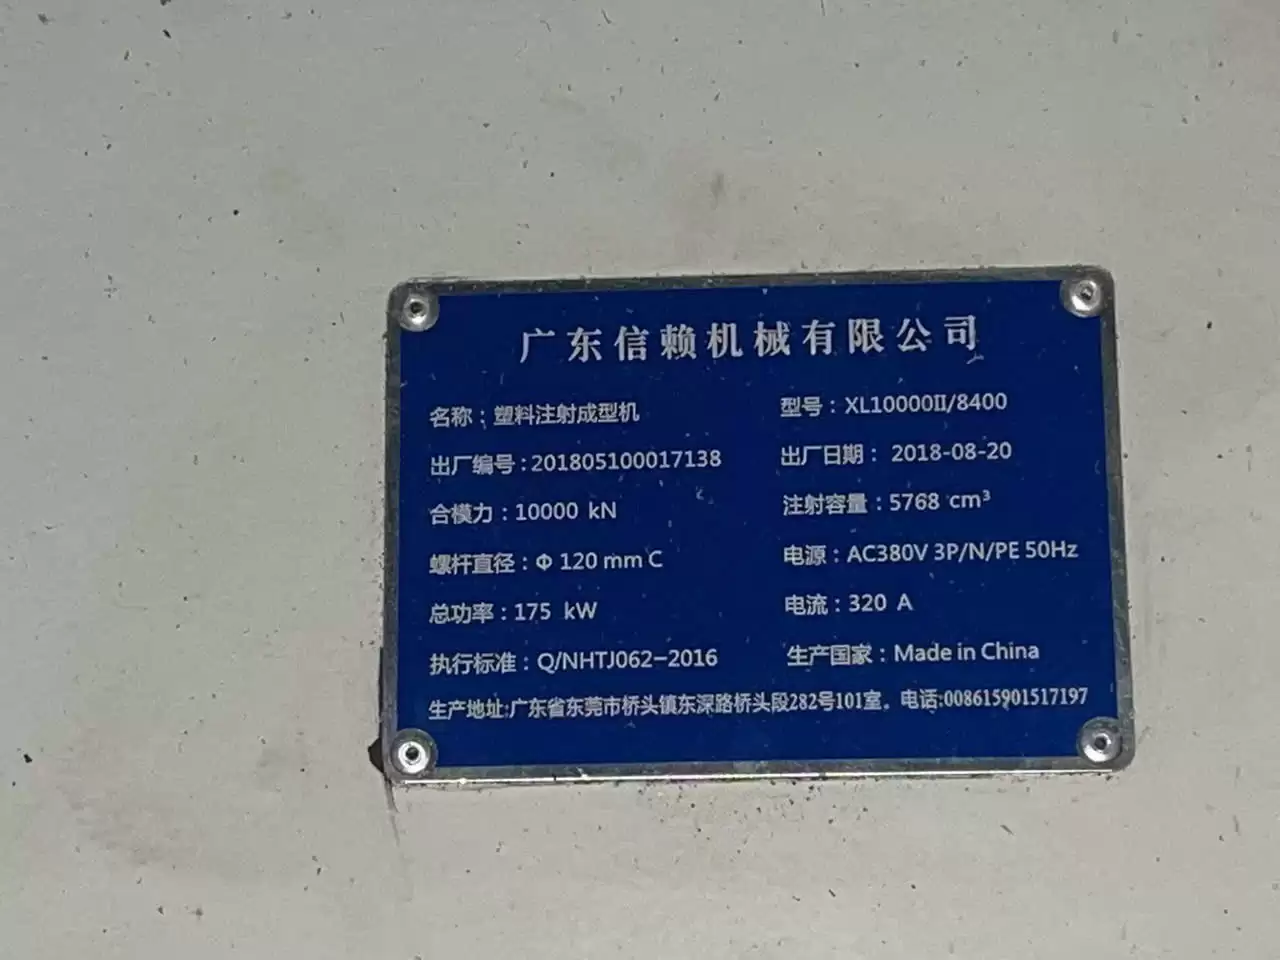 广东信赖机械有限公司
名称：塑料注射成型机 型号：XL10000II/8400
出厂编号：201805100017138 出厂日期： 2018-08-20
合模力：10000 kN 注射容量：5768 cm³
螺杆直径：Φ 120 mm C 电源：AC380V 3P/N/PE 50Hz
总功率：175 kW 电流：320 A
执行标准：Q/NHTJ062-2016 生产国家：Made in China
生产地址:广东省东莞市桥头镇东深路桥头段282号101室。电话:008615901517197